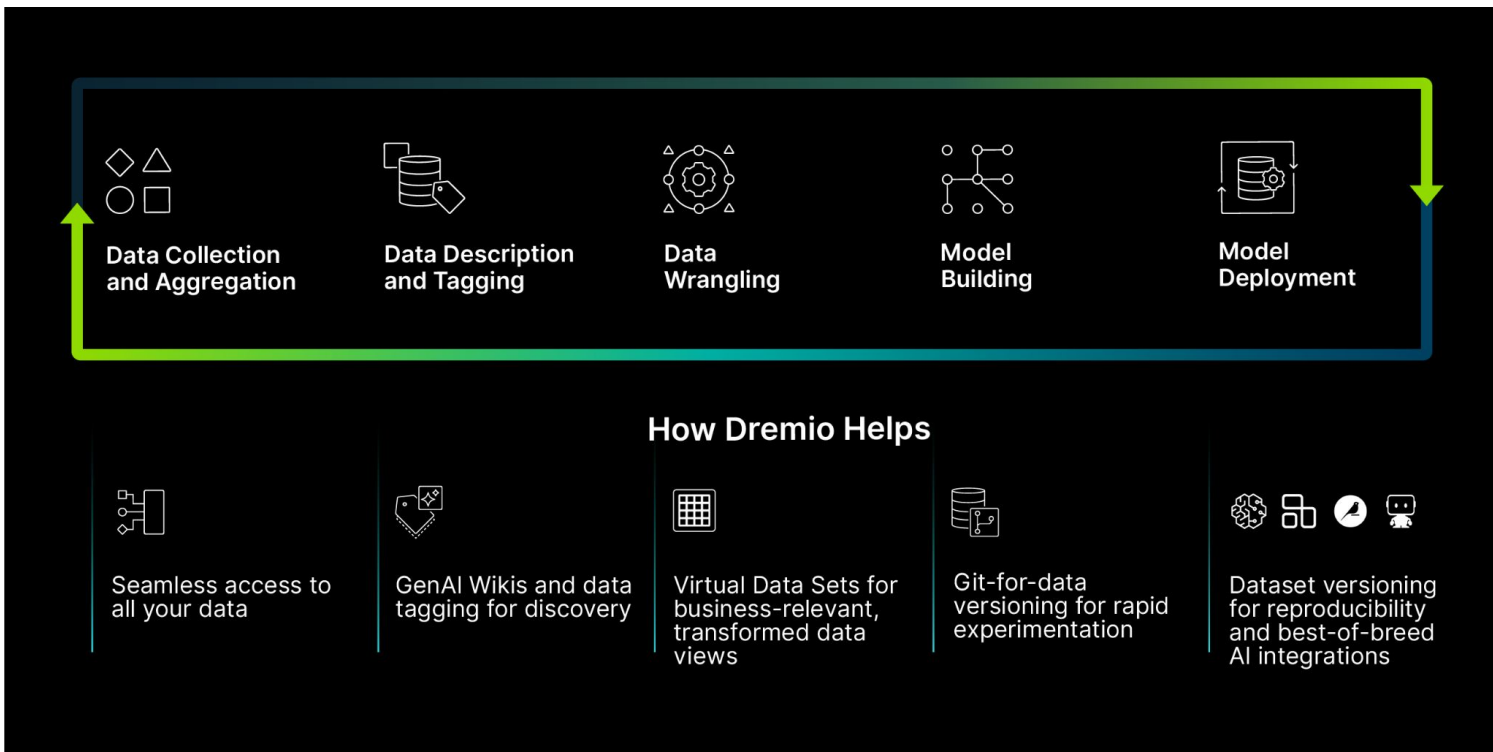 Data Collection
and Aggregation
Data Description
and Tagging
Data
Wrangling
Model
Building
Model
Deployment
How Dremio Helps
Seamless access to
all your data
GenAI Wikis and data
tagging for discovery
Virtual Data Sets for
business-relevant,
transformed data
views
Git-for-data
versioning for rapid
experimentation
Dataset versioning
for reproducibility
and best-of-breed
AI integrations